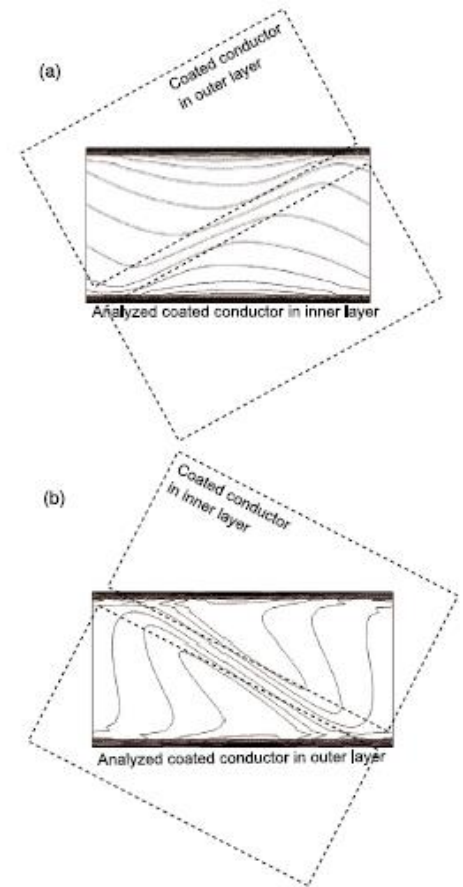 (a)
Coated conductor
in outer layer
Analyzed coated conductor in inner layer
(b)
Coated conductor
in inner layer
Analyzed coated conductor in outer layer